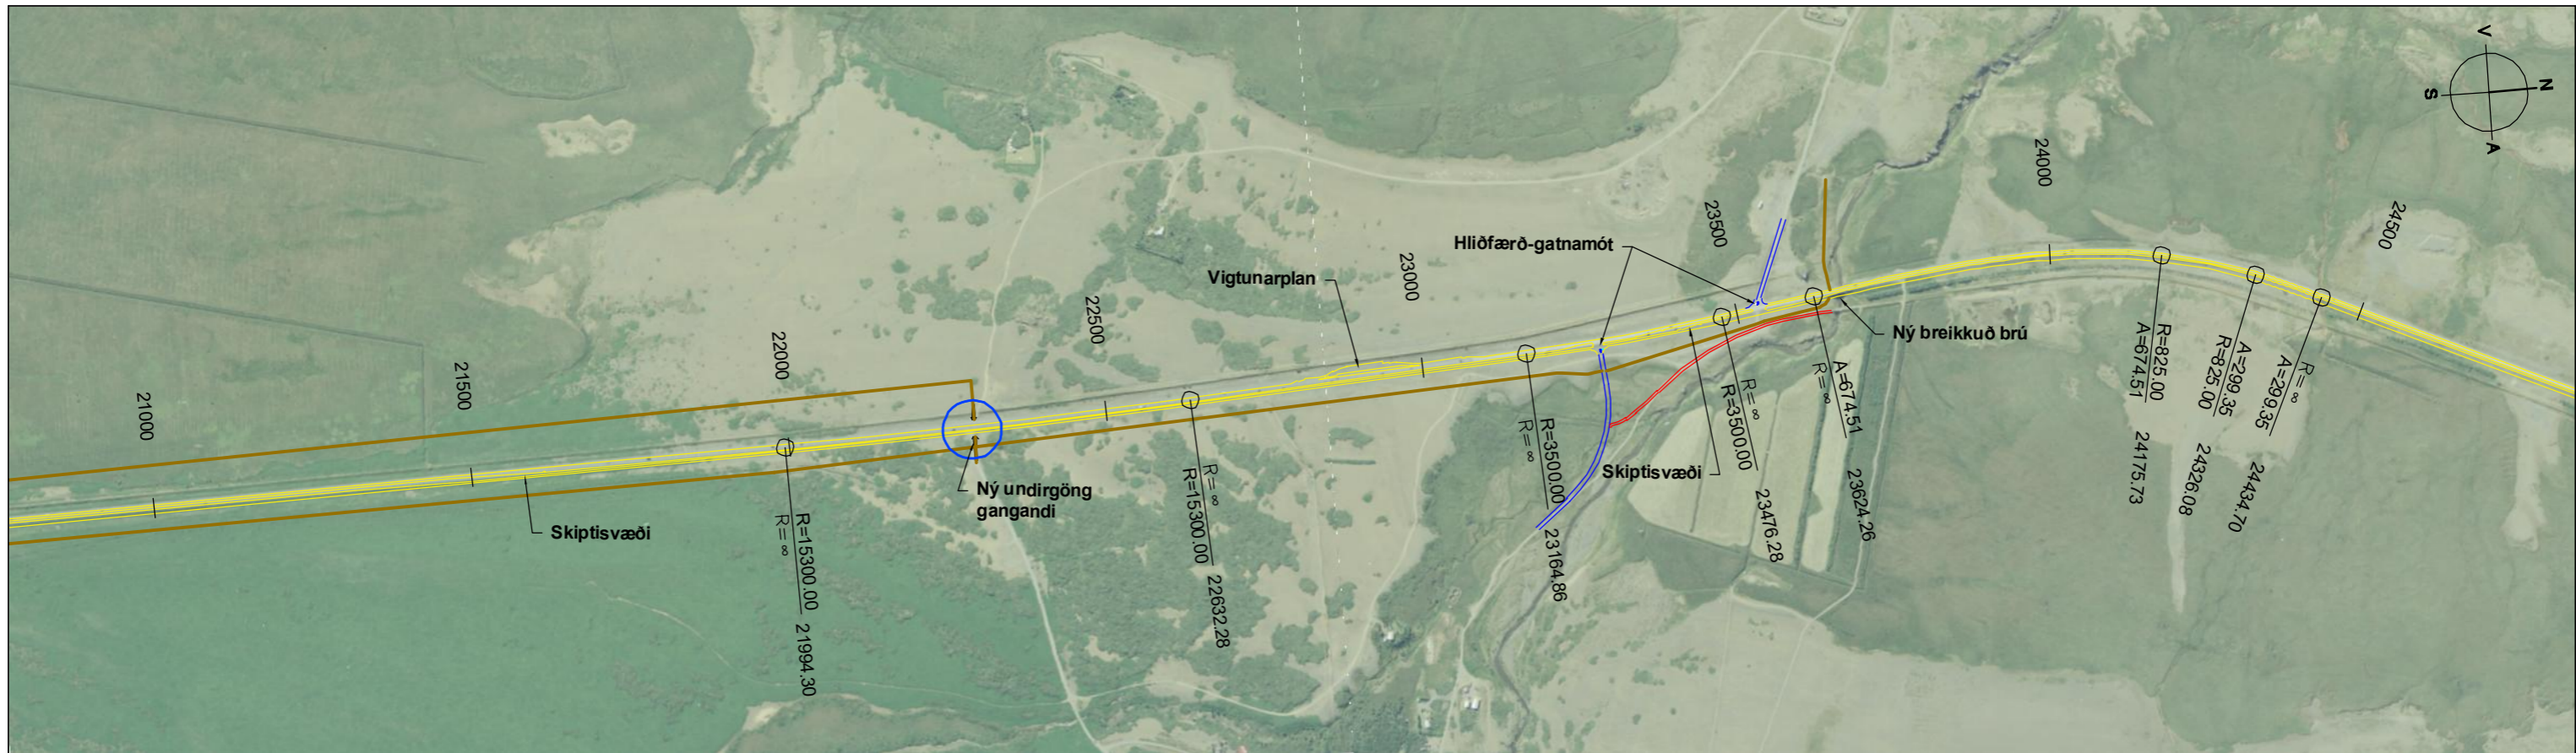 V
N
S
A
21000
21500
22000
22500
23000
23500
24000
24500
Hliðfærð-gatnamót
Vigtunarplan
Ný breikkuð brú
Ný undirgöng
gangandi
Skiptisvæði
Skiptisvæði
R=15300.00
R=∞
21994.30
R=∞
R=15300.00
22632.28
R=3500.00
R=∞
23164.86
R=∞
R=3500.00
23476.28
A=674.51
R=∞
23624.26
R=825.00
A=674.51
24175.73
A=299.35
R=825.00
24326.08
R=∞
A=299.35
24434.70